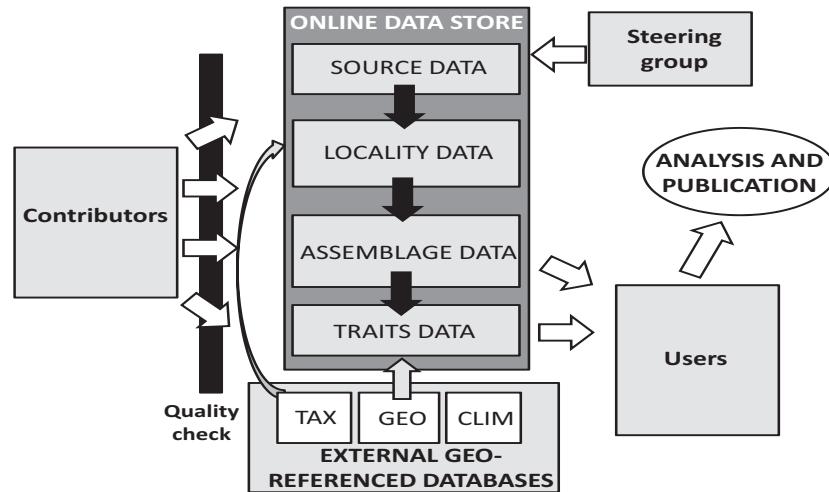 ONLINE DATA STORE
SOURCE DATA
LOCALITY DATA
ASSEMBLAGE DATA
TRAITS DATA
Steering
group
Contributors
ANALYSIS AND
PUBLICATION
Users
Quality
check
TAX
GEO
CLIM
EXTERNAL GEO-
REFERENCED DATABASES